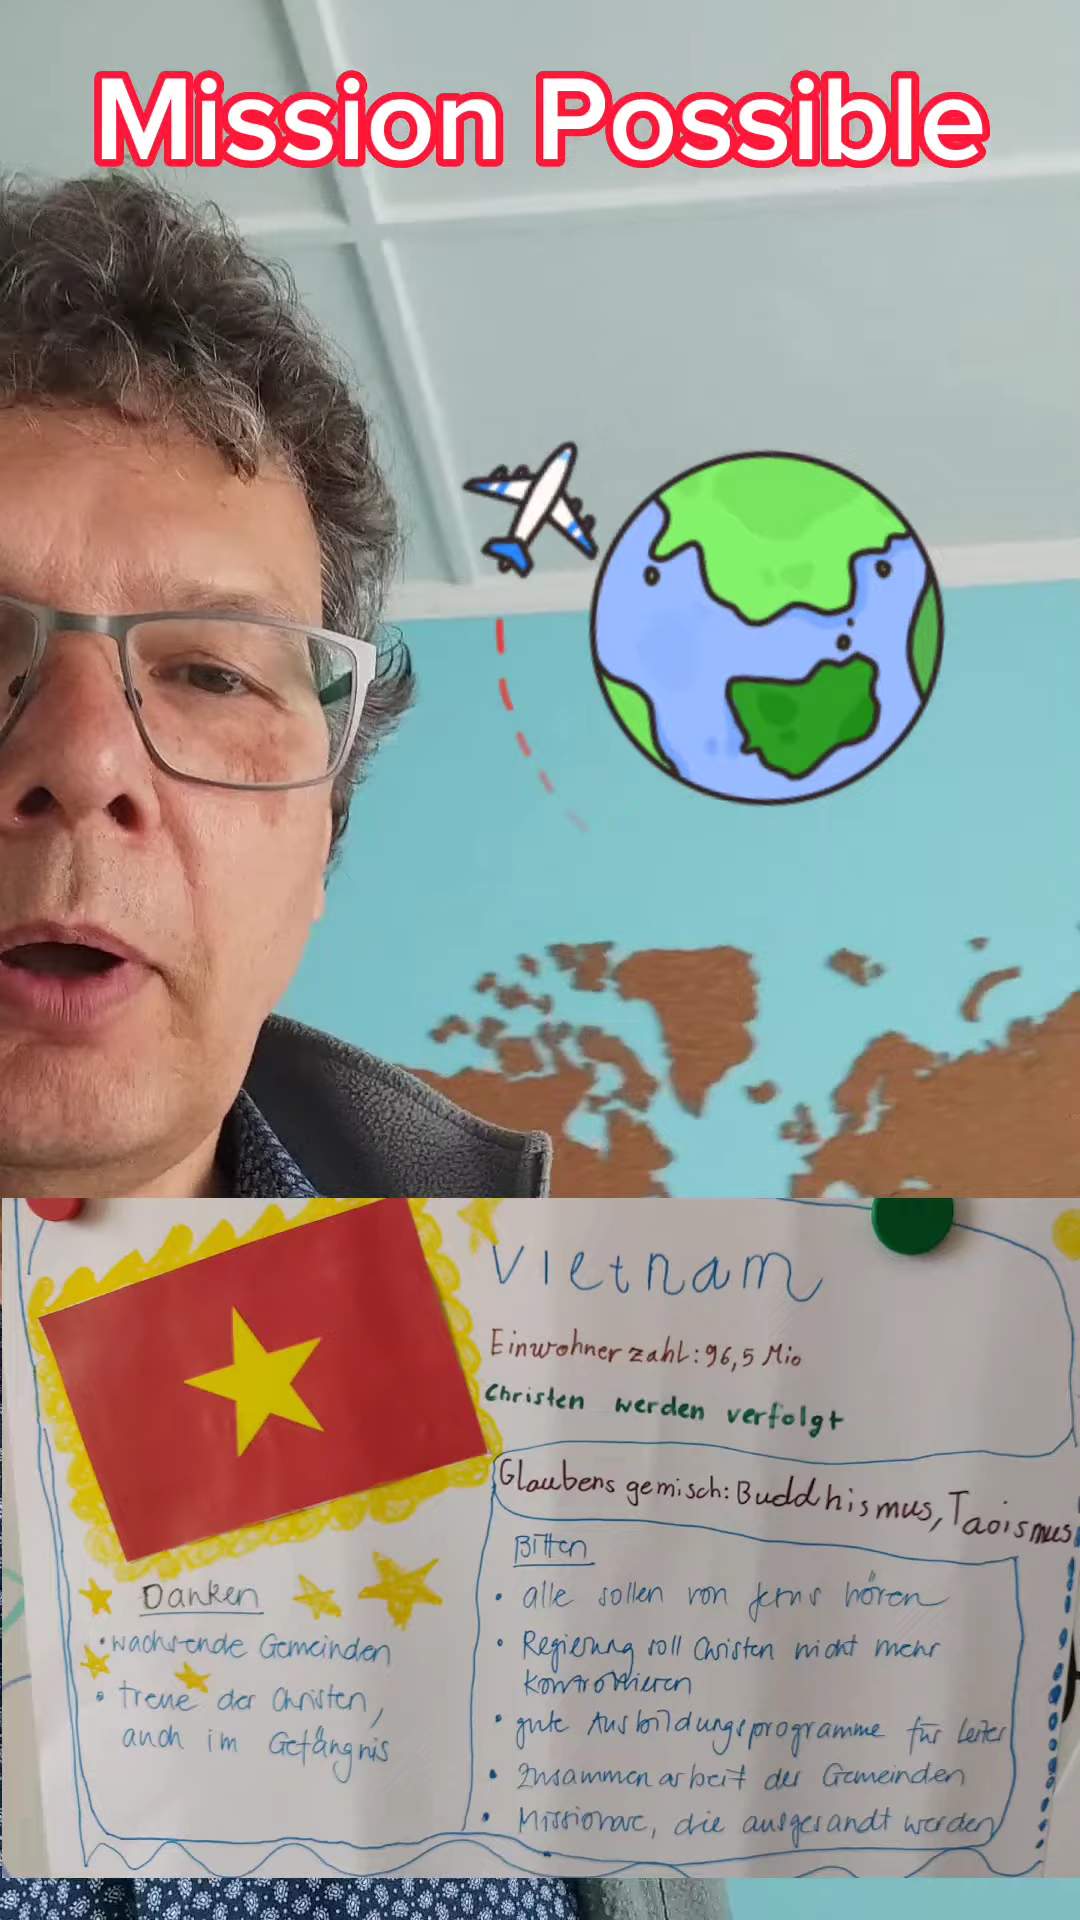 Mission Possible
Vietnam
Einwohnerzahl: 96,5 Mio
Christen werden verfolgt
Glaubensgemisch: Buddhismus, Taoismus
Danken
• wachsende Gemeinden
• treue der Christen,
auch im Gefängnis
Bitten
• alle sollen von Jesus hören
• Regierung soll Christen nicht mehr
kontrollieren
• gute Ausbildungsprogramme für Leiter
• Zusammenarbeit der Gemeinden
• Missionare, die ausgesandt werden